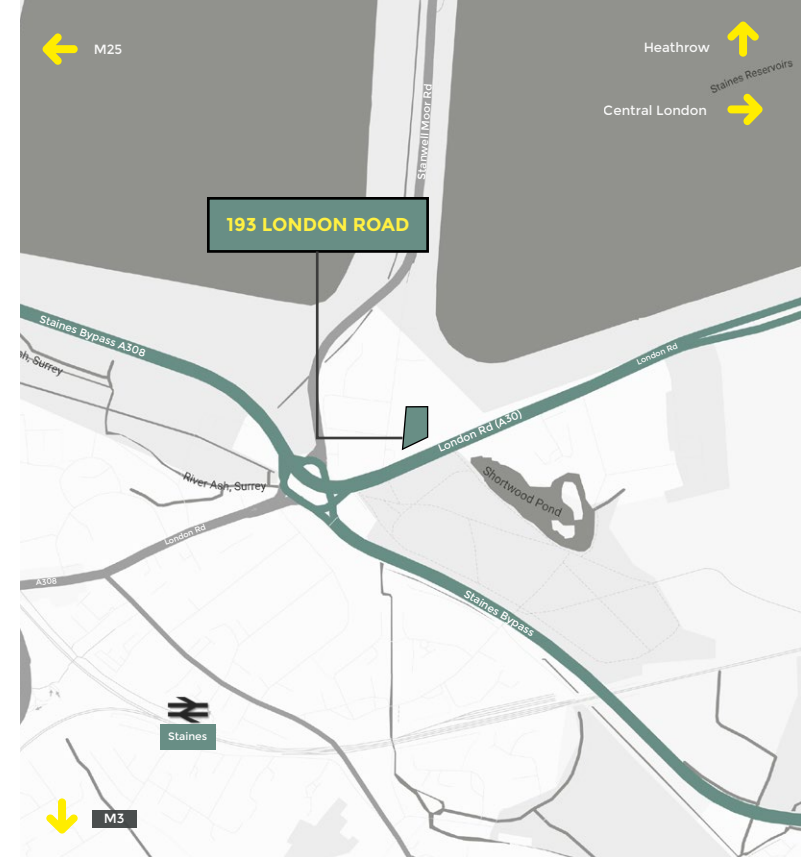 M25
Heathrow
Staines Reservoirs
Central London
Stanwell Moor Rd
193 LONDON ROAD
Staines Bypass A308
London Rd
h, Surrey
London Rd (A30)
River Ash, Surrey
Shortwood Pond
London Rd
A308
Staines Bypass
Staines
M3